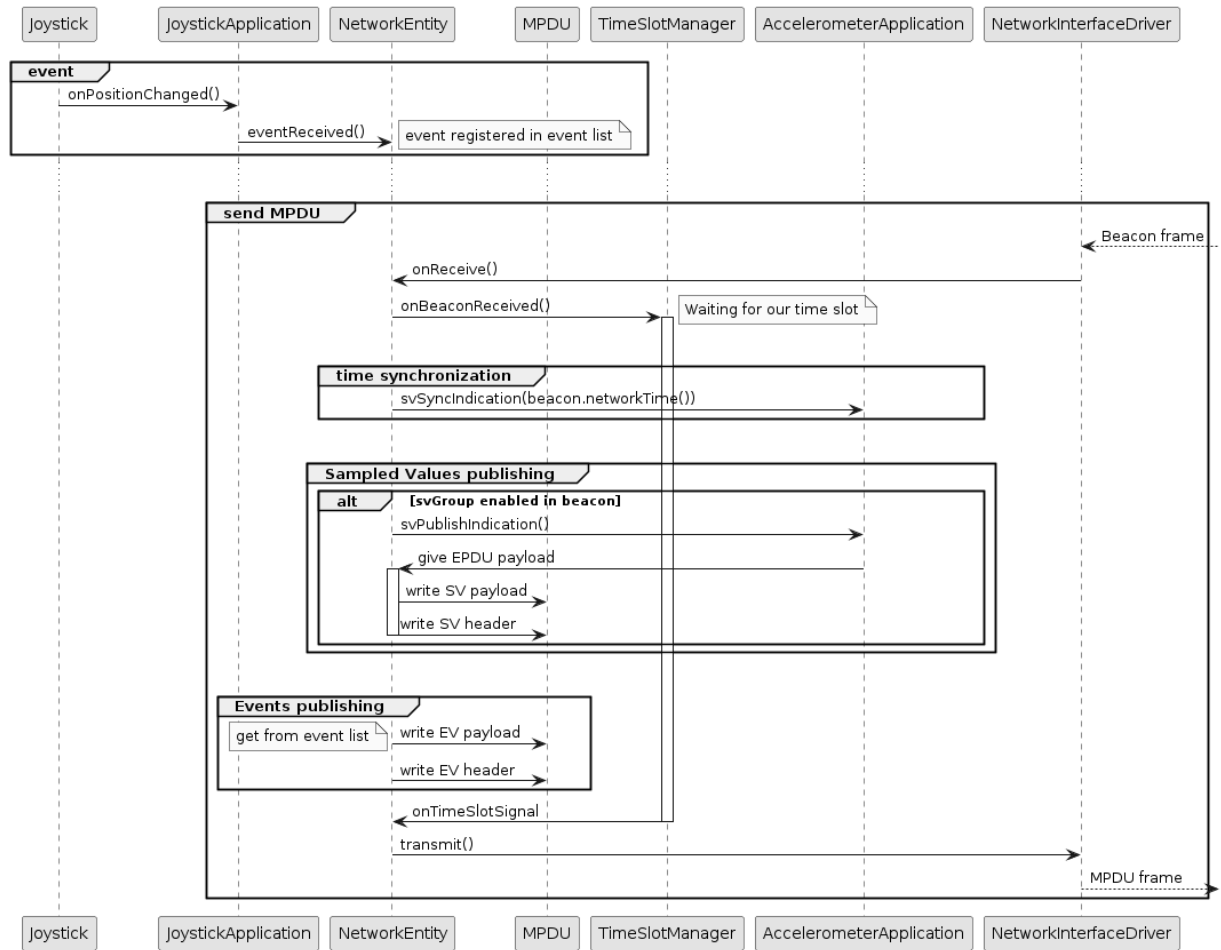 Joystick
JoystickApplication
NetworkEntity
MPDU
TimeSlotManager
AccelerometerApplication
NetworkInterfaceDriver
event
onPositionChanged()
eventReceived()
event registered in event list
send MPDU
Beacon frame
onReceive()
onBeaconReceived()
Waiting for our time slot
time synchronization
svSyncIndication(beacon.networkTime())
Sampled Values publishing
alt
[svGroup enabled in beacon]
svPublishIndication()
give EPDU payload
write SV payload
write SV header
Events publishing
get from event list
write EV payload
write EV header
onTimeSlotSignal
transmit()
MPDU frame
Joystick
JoystickApplication
NetworkEntity
MPDU
TimeSlotManager
AccelerometerApplication
NetworkInterfaceDriver